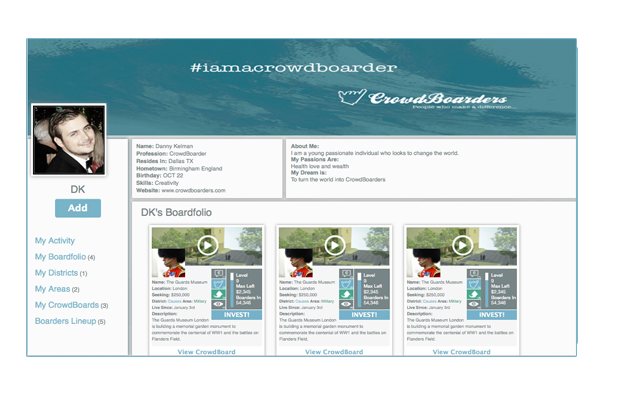 #iamacrowdboarder
CrowdBoarders
People who make a difference...
DK
Add
My Activity
My Boardfolio (4)
My Districts (1)
My Areas (2)
My CrowdBoards (3)
Boarders Lineup (5)
Name: Danny Keiman
Profession: CrowdBoarder
Resides In: Dallas TX
Hometown: Birmingham England
Birthday: OCT 22
Skills: Creativity
Website: www.crowdboarders.com
About Me:
I am a young passionate individual who looks to change the world.
My Passions Are:
Health love and wealth
My Dream Is:
To turn the world into CrowdBoarders
DK's Boardfolio
Level
Max Left
$2,345
Boarders In
54,345
INVEST!
Name: The Guards Museum
Location: London
Seeking: $250,000
District: Causes Area: Military
Live Since: January 3rd
Description:
The Guards Museum London
is building a memorial garden monument to
commemorate the centenial of WW1 and the battles on
Flanders Field.
View CrowdBoard
Level
Max Left
$2,345
Boarders In
54,345
INVEST!
Name: The Guards Museum
Location: London
Seeking: $250,000
District: Causes Area: Military
Live Since: January 3rd
Description:
The Guards Museum London
is building a memorial garden monument to
commemorate the centenial of WW1 and the battles on
Flanders Field.
View CrowdBoard
Level
Max Left
$2,345
Boarders In
54,345
INVEST!
Name: The Guards Museum
Location: London
Seeking: $250,000
District: Causes Area: Military
Live Since: January 3rd
Description:
The Guards Museum London
is building a memorial garden monument to
commemorate the centenial of WW1 and the battles on
Flanders Field.
View CrowdBoard